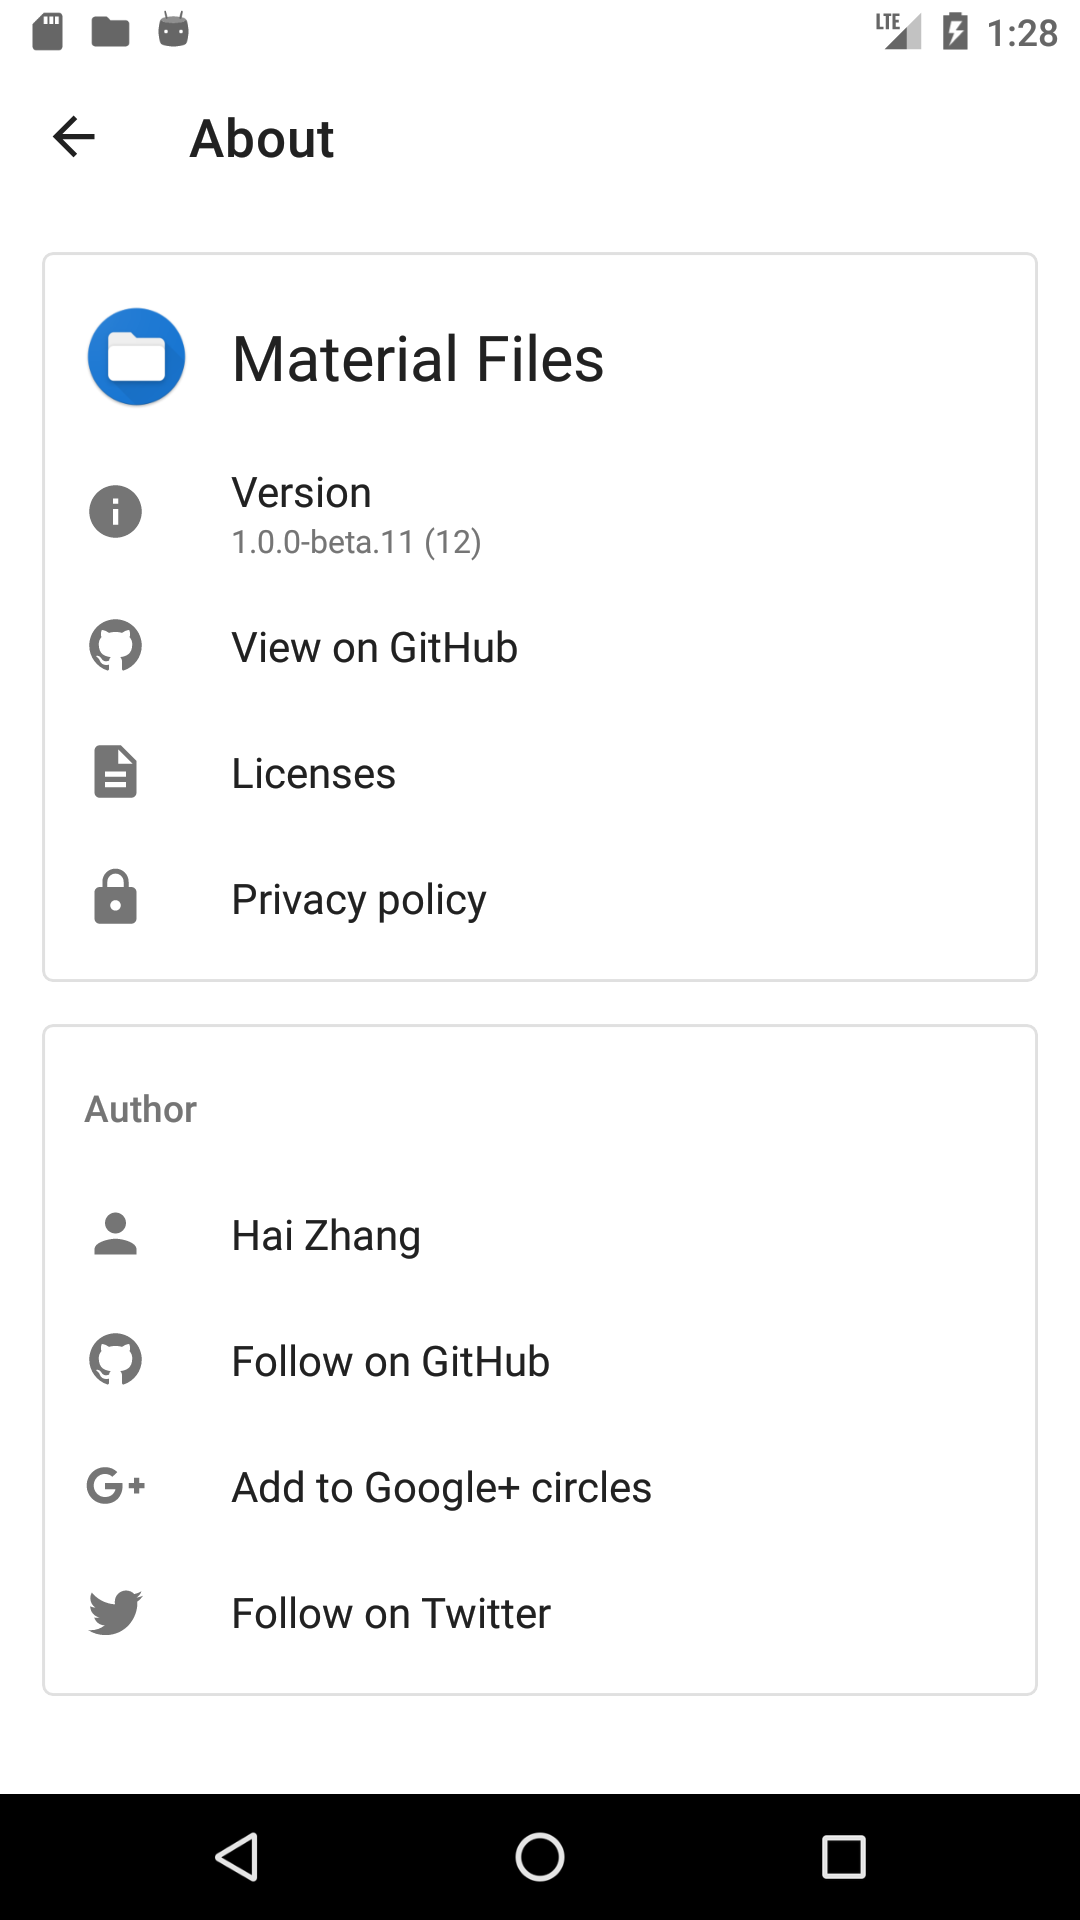 LTE 1:28
About
Material Files
Version
1.0.0-beta.11 (12)
View on GitHub
Licenses
Privacy policy
Author
Hai Zhang
Follow on GitHub
G+ Add to Google+ circles
Follow on Twitter